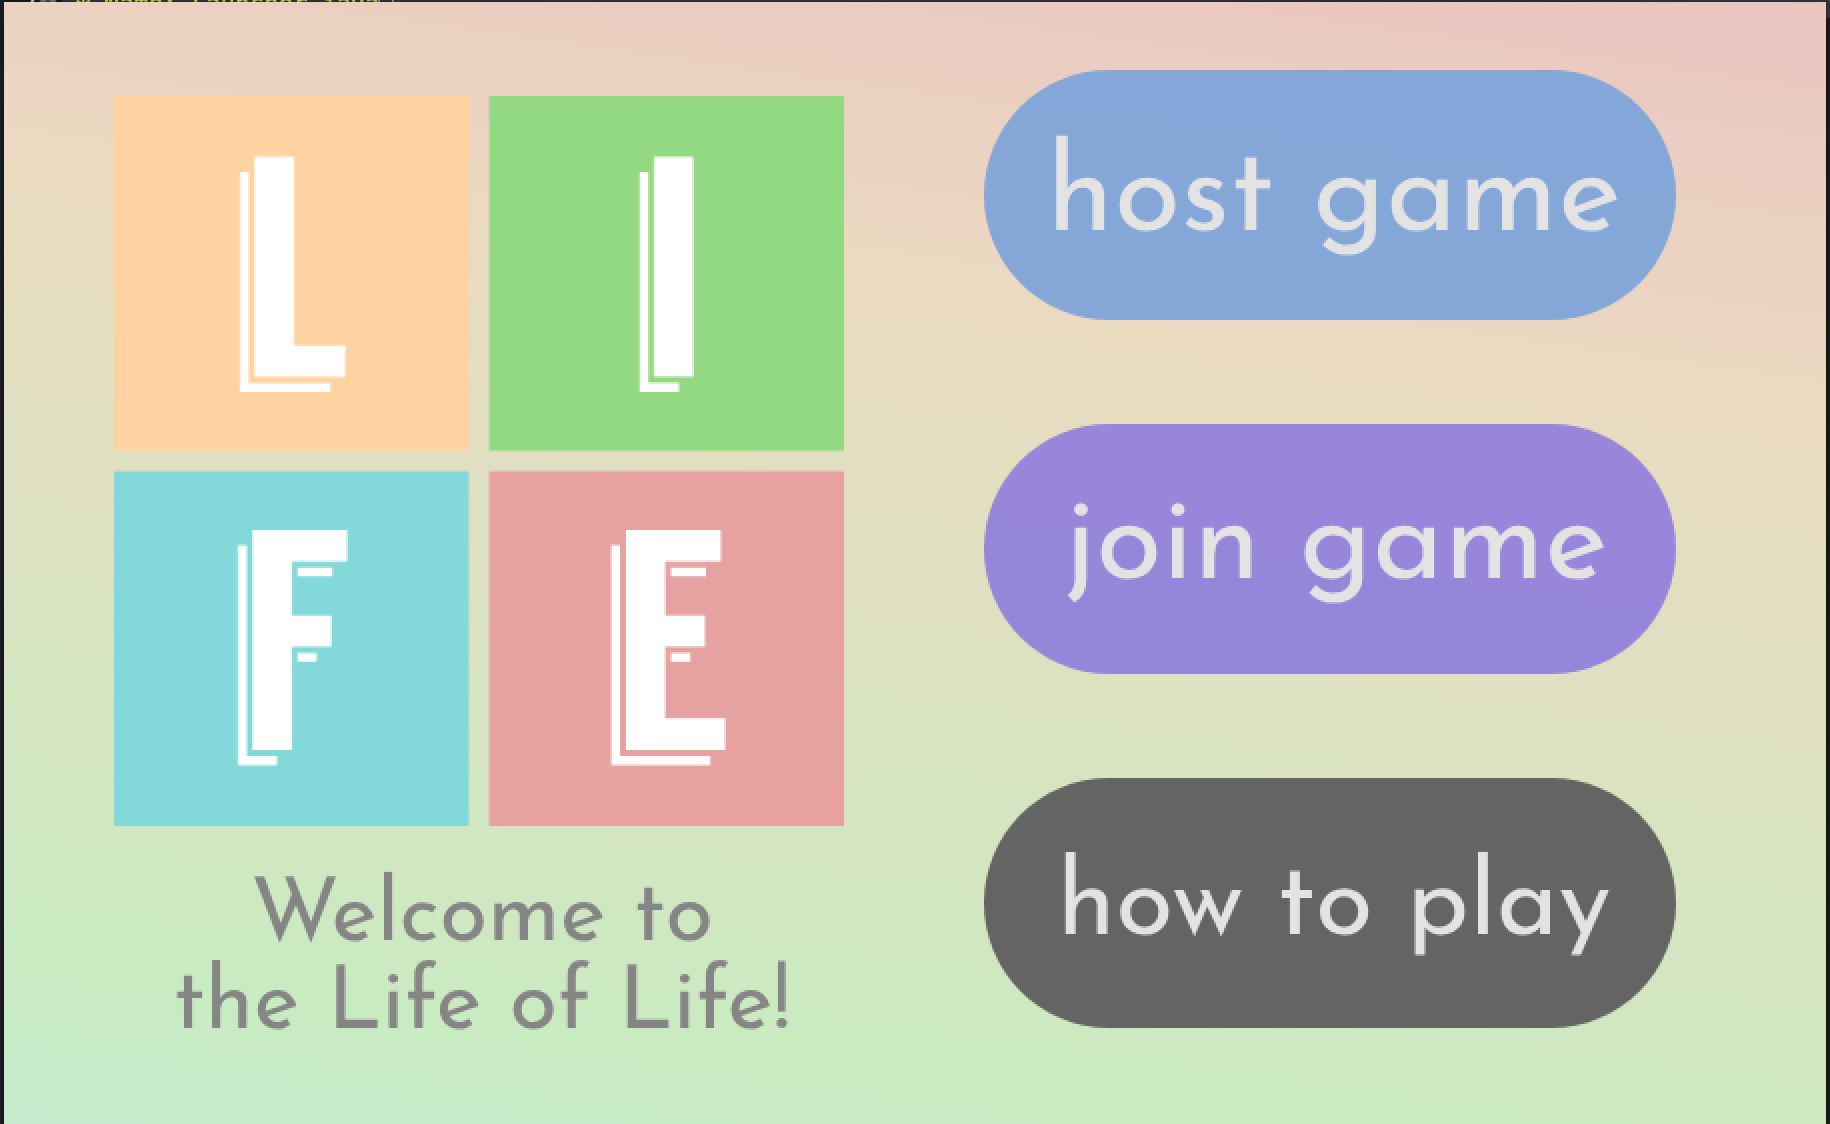 L I
F E
Welcome to
the Life of Life!
host game
join game
how to play